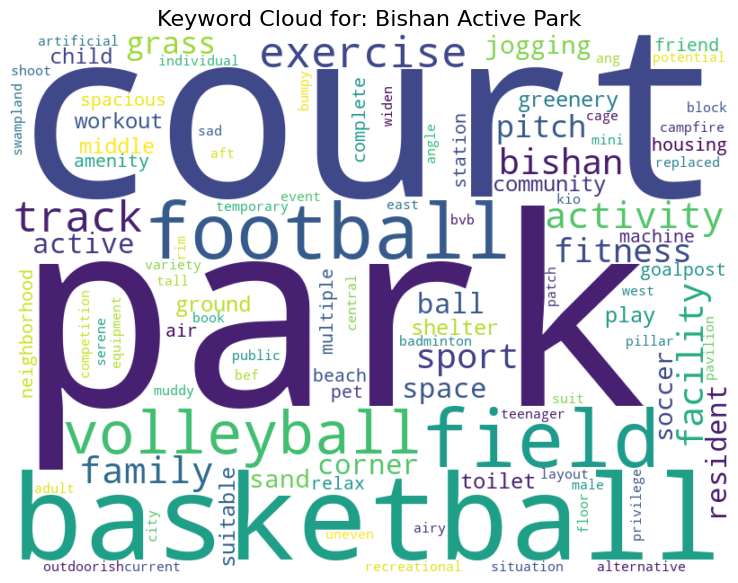 Keyword Cloud for: Bishan Active Park
artificial
child
grass
individual
exercise
jogging
ang
friend
potential
shoot
court
swampland
spacious
workout
middle
amenity
sad
aft
bumpy
complete
widen
angle
station
greenery
pitch
cage
mini
block
campfire
housing
replaced
bishan
community
kio
track
active
football
event
temporary
east
bvb
activity
fitness
machine
goalpost
park
rim
variety
tall
neighborhood
competition
serene
equipment
ground
book
air
public
bef
muddy
multiple
central
beach
pet
ball
shelter
badminton
sport
space
patch
west
play
pillar
suit
soccer
facility
pavilion
resident
volleyball
teenager
field
family
corner
sand
relax
suitable
toilet
layout
male
floor
privilege
basketball
adult
city
uneven
airy
outdoorish
current
recreational
situation
alternative